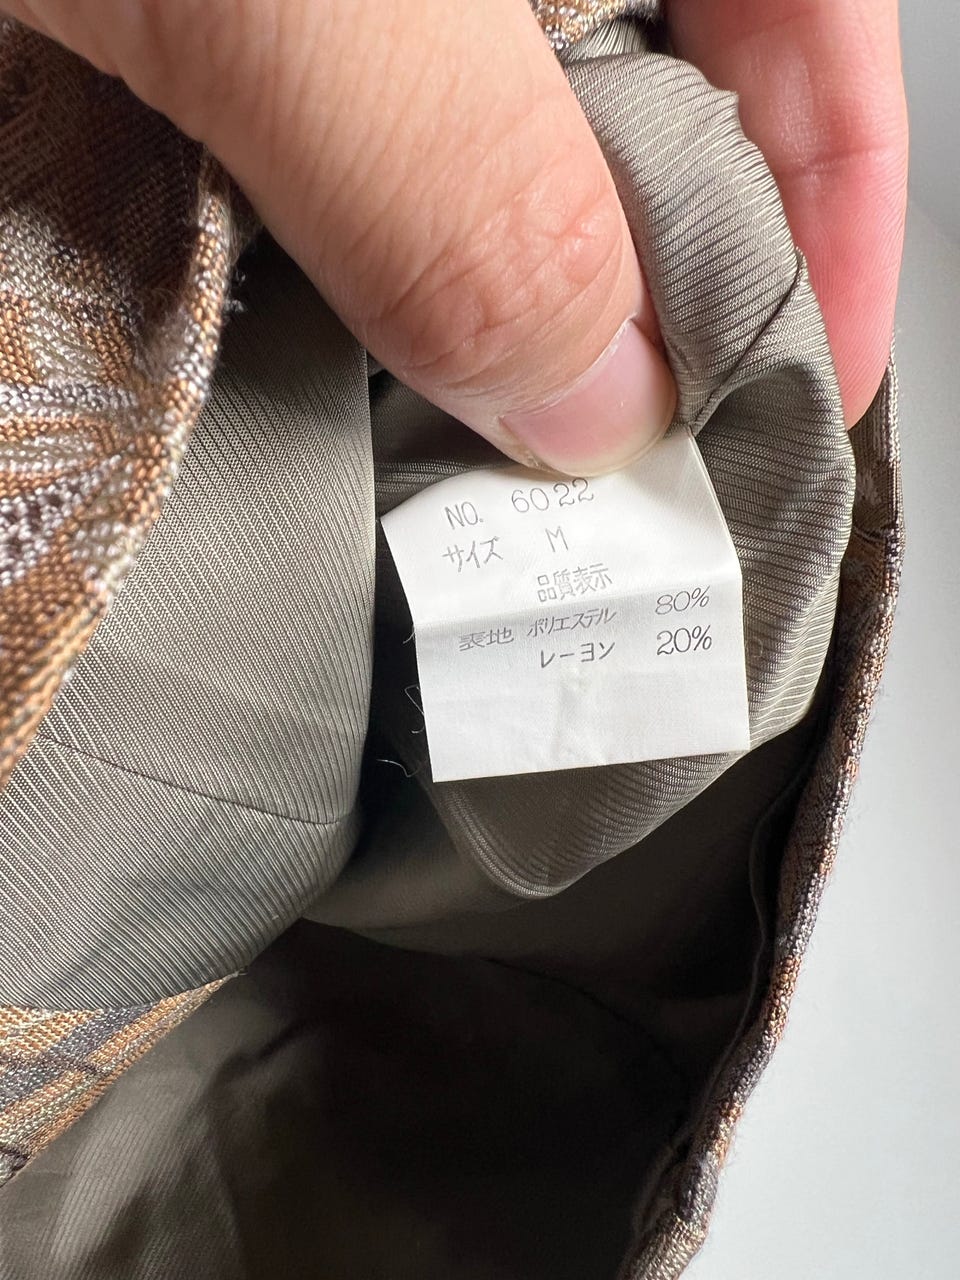 NO. 6022
サイズ M
品質表示
表地 ポリエステル 80%
レーヨン 20%